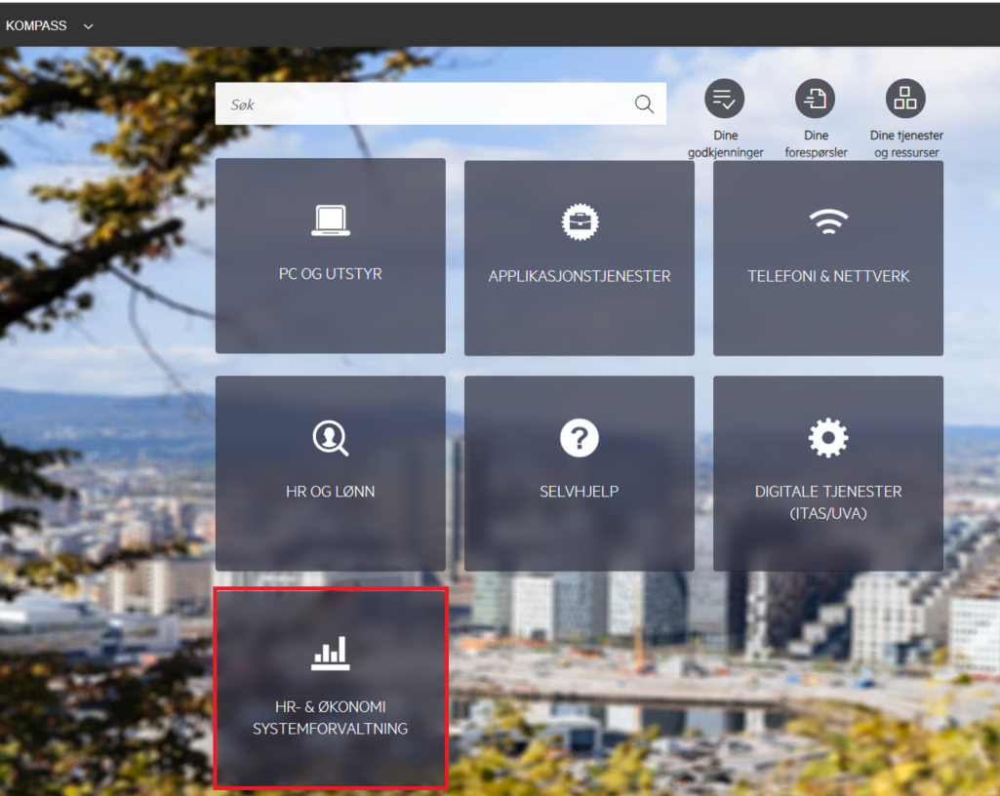 KOMPASS
Søk
Dine
godkjenninger
Dine
forespørsler
Dine tjenester
og ressurser
PC OG UTSTYR
APPLIKASJONSTJENESTER
TELEFONI & NETTVERK
HR OG LØNN
SELVHJELP
DIGITALE TJENESTER
(ITAS/UVA)
HR- & ØKONOMI
SYSTEMFORVALTNING